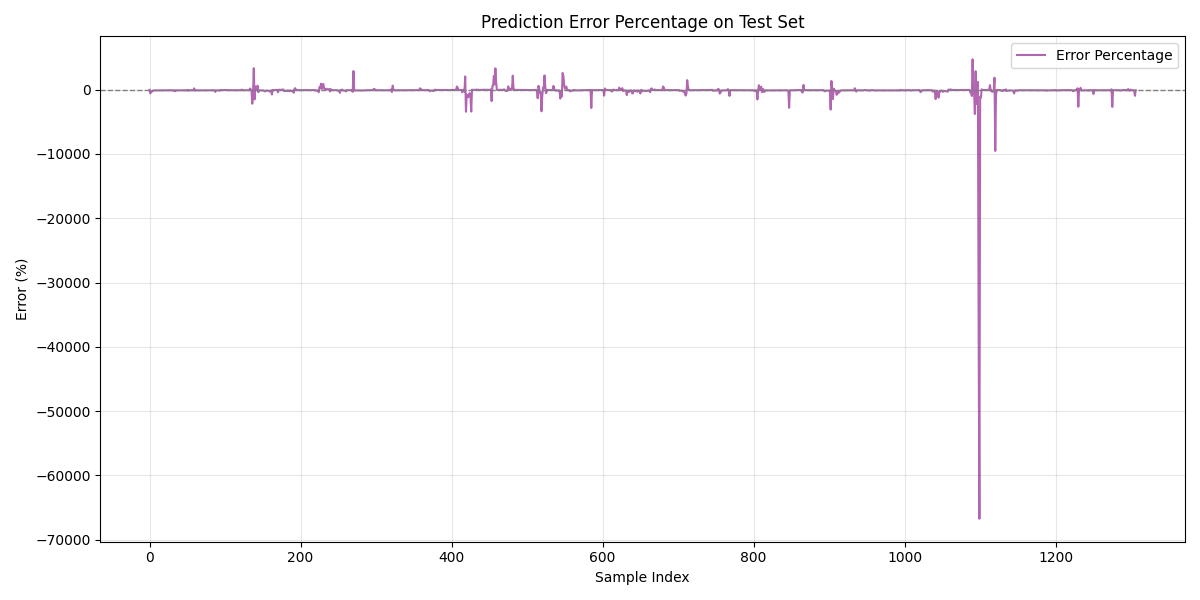 Prediction Error Percentage on Test Set
Error Percentage
0
−10000
−20000
−30000
−40000
−50000
−60000
−70000
Error (%)
0 200 400 600 800 1000 1200
Sample Index